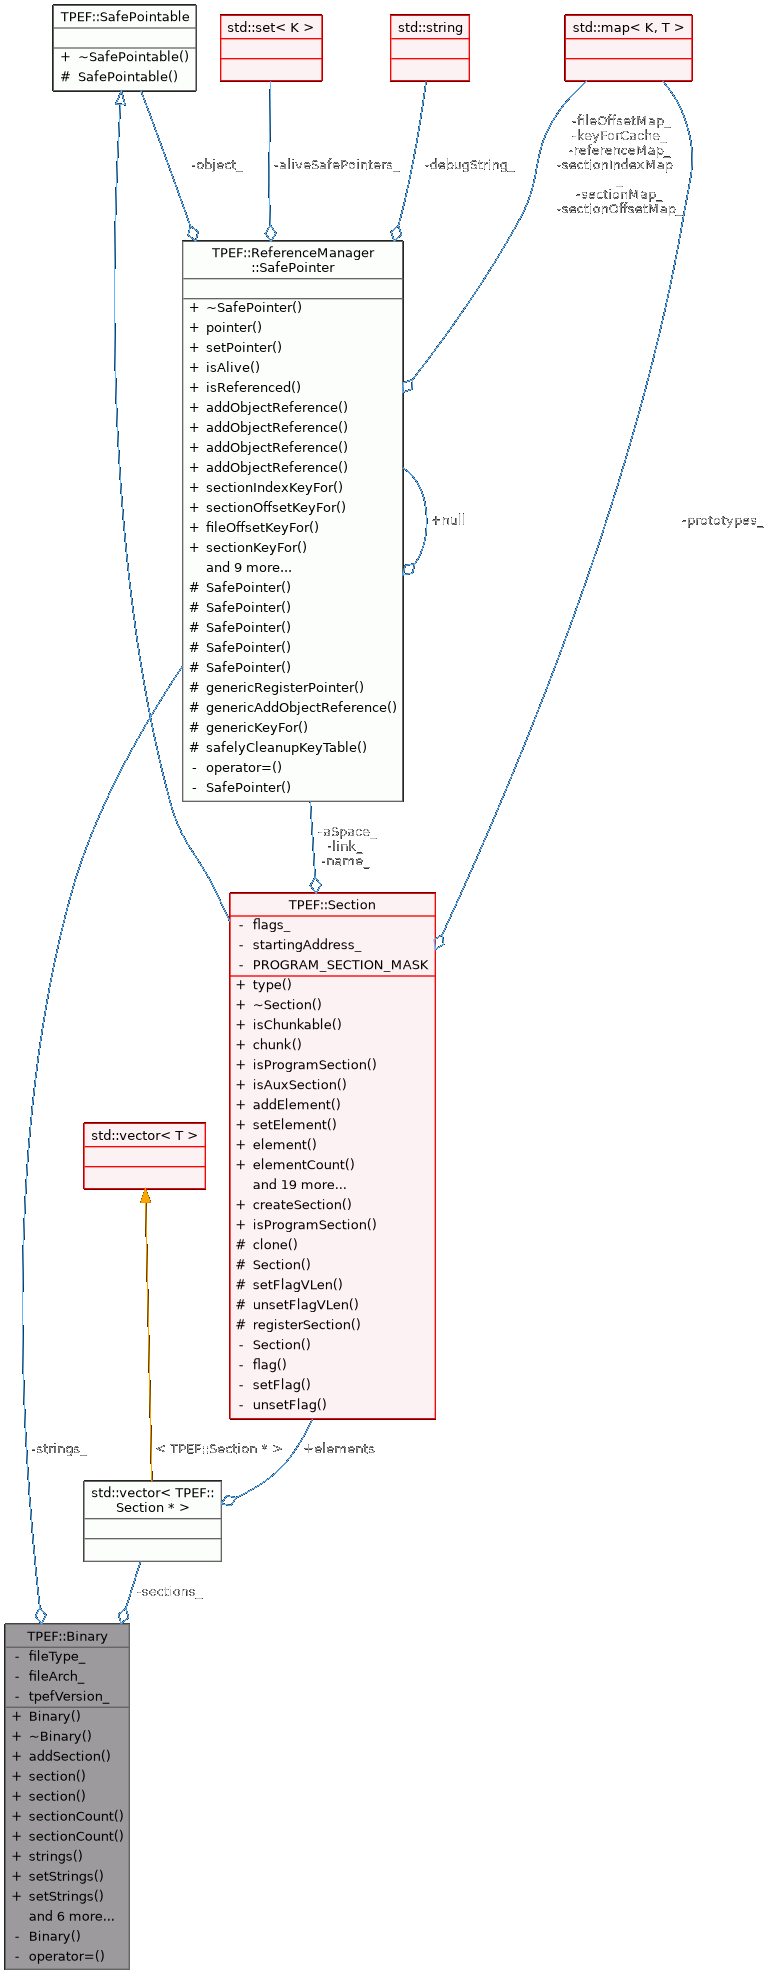 TPEF::SafePointable
+ ~SafePointable()
# SafePointable()
std::set< K >
std::string
std::map< K, T >
-object_
-aliveSafePointers_
-debugString_
-fileOffsetMap_
-keyForCache_
-referenceMap_
-sectionIndexMap
_
-sectionMap_
-sectionOffsetMap_
TPEF::ReferenceManager
::SafePointer
+ ~SafePointer()
+ pointer()
+ setPointer()
+ isAlive()
+ isReferenced()
+ addObjectReference()
+ addObjectReference()
+ addObjectReference()
+ addObjectReference()
+ sectionIndexKeyFor()
+ sectionOffsetKeyFor()
+ fileOffsetKeyFor()
+ sectionKeyFor()
and 9 more...
# SafePointer()
# SafePointer()
# SafePointer()
# SafePointer()
# SafePointer()
# genericRegisterPointer()
# genericAddObjectReference()
# genericKeyFor()
# safelyCleanupKeyTable()
- operator=()
- SafePointer()
+null
-prototypes_
-aSpace_
-link_
-name_
TPEF::Section
- flags_
- startingAddress_
- PROGRAM_SECTION_MASK
+ type()
+ ~Section()
+ isChunkable()
+ chunk()
+ isProgramSection()
+ isAuxSection()
+ addElement()
+ setElement()
+ element()
+ elementCount()
and 19 more...
+ createSection()
+ isProgramSection()
# clone()
# Section()
# setFlagVLen()
# unsetFlagVLen()
# registerSection()
- Section()
- flag()
- setFlag()
- unsetFlag()
std::vector< T >
-strings_
< TPEF::Section * >
+elements
std::vector< TPEF::
Section * >
-sections_
TPEF::Binary
- fileType_
- fileArch_
- tpefVersion_
+ Binary()
+ ~Binary()
+ addSection()
+ section()
+ section()
+ sectionCount()
+ sectionCount()
+ strings()
+ setStrings()
+ setStrings()
and 6 more...
- Binary()
- operator=()